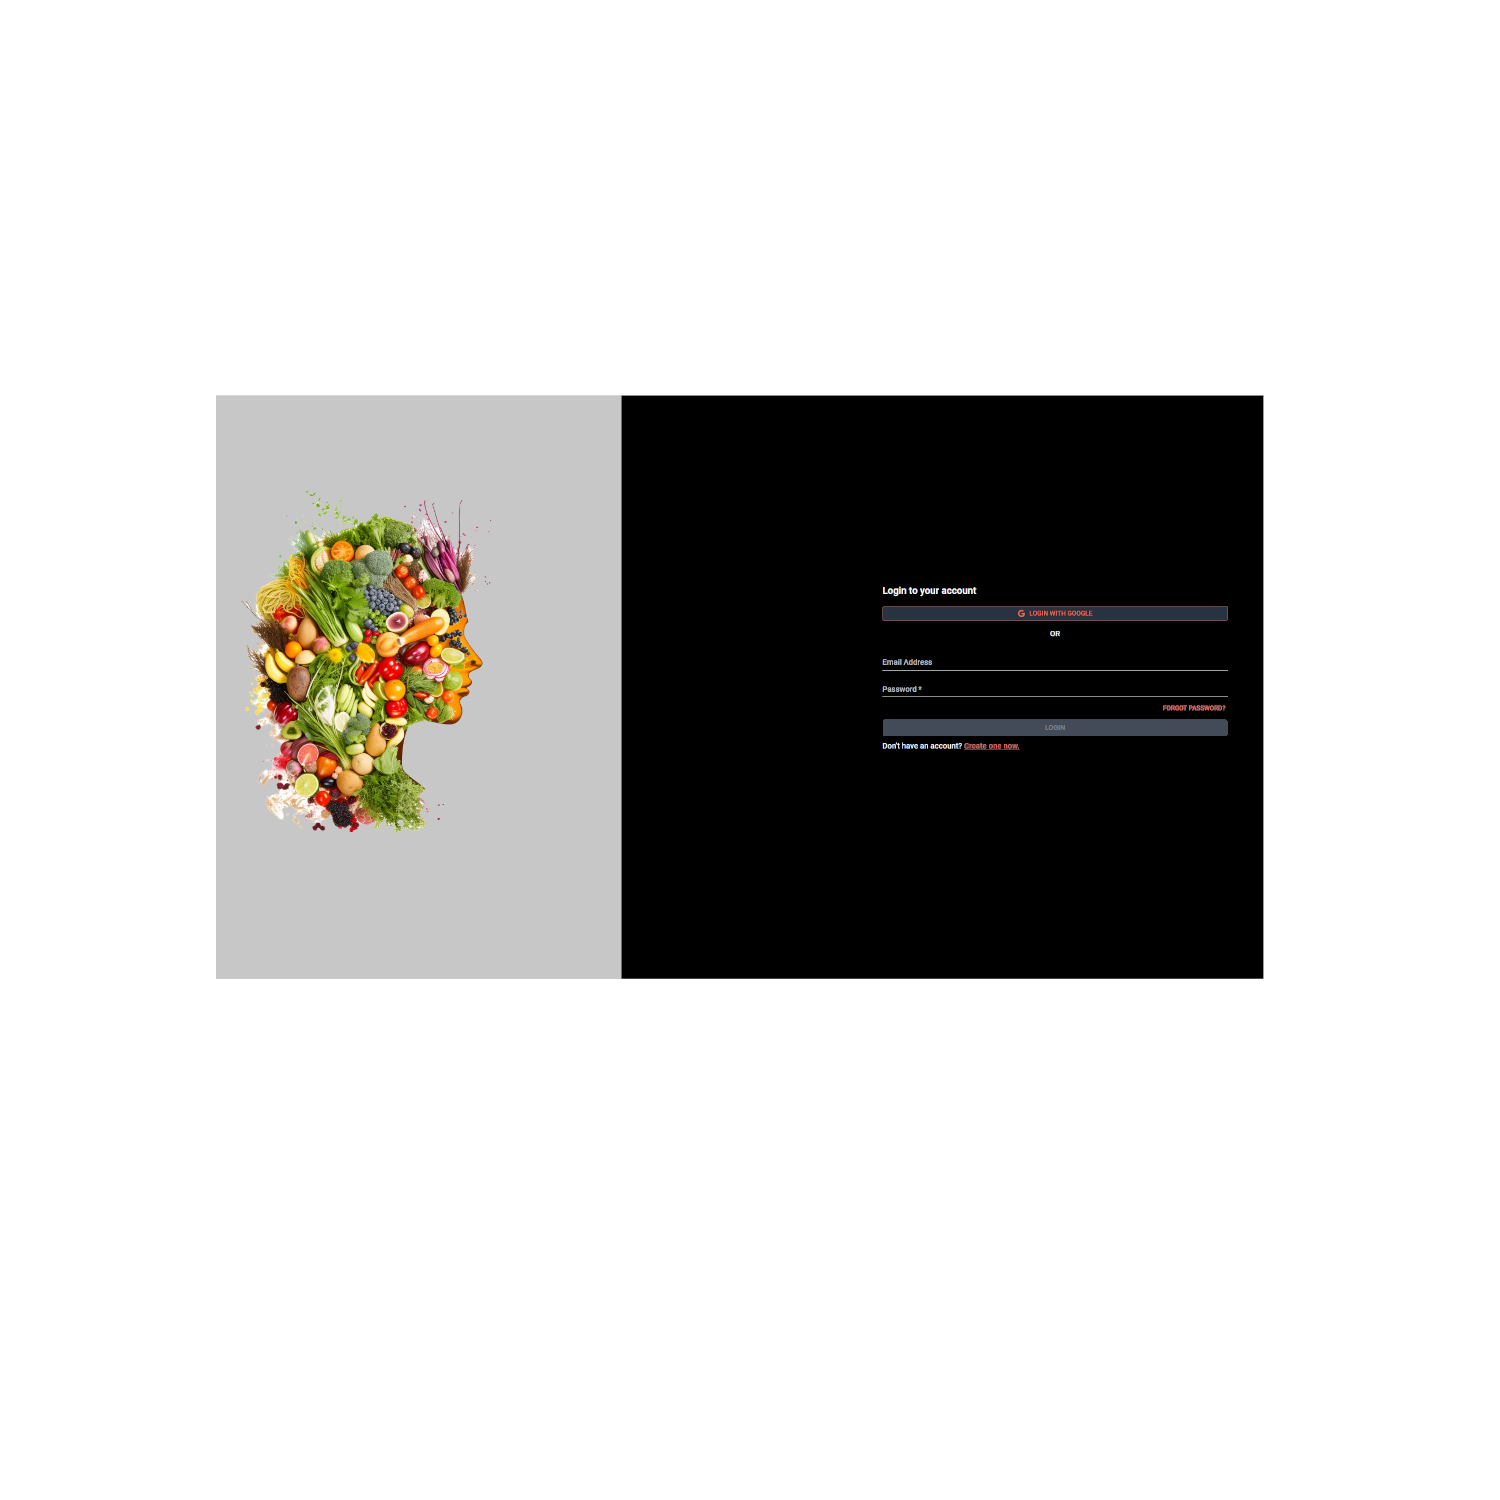 Login to your account
LOGIN WITH GOOGLE
OR
Email Address
Password *
FORGOT PASSWORD?
LOGIN
Don't have an account? Create one now.